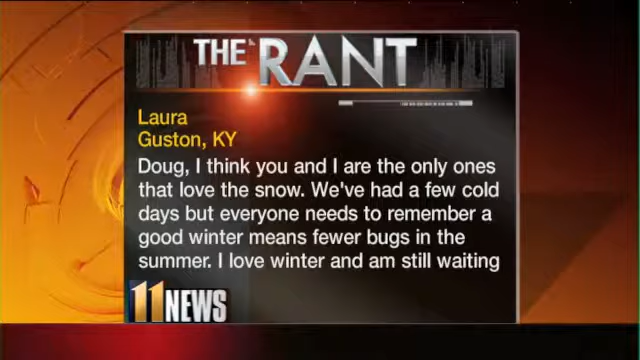 THE RANT
Laura
Guston, KY
Doug, I think you and I are the only ones
that love the snow. We've had a few cold
days but everyone needs to remember a
good winter means fewer bugs in the
summer. I love winter and am still waiting
11 NEWS